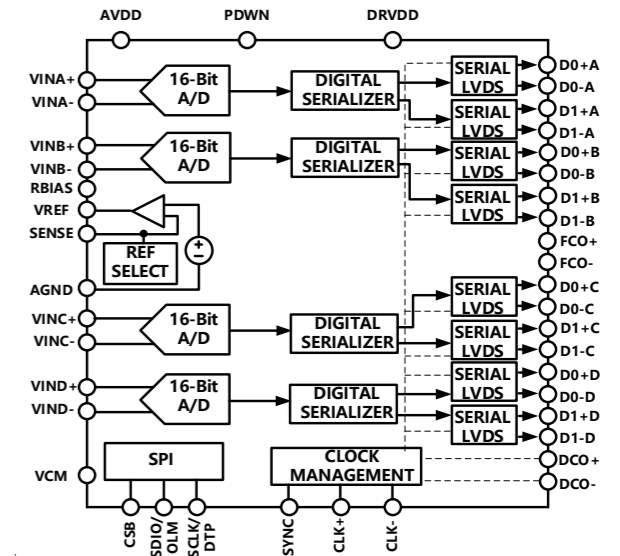 AVDD PDWN DRVDD
VINA+
VINA-
16-Bit
A/D
DIGITAL
SERIALIZER
SERIAL
LVDS
D0+A
D0-A
SERIAL
LVDS
D1+A
D1-A
VINB+
VINB-
16-Bit
A/D
DIGITAL
SERIALIZER
SERIAL
LVDS
D0+B
D0-B
SERIAL
LVDS
D1+B
D1-B
RBIAS
VREF
SENSE
REF
SELECT
AGND
FCO+
FCO-
VINC+
VINC-
16-Bit
A/D
DIGITAL
SERIALIZER
SERIAL
LVDS
D0+C
D0-C
SERIAL
LVDS
D1+C
D1-C
VIND+
VIND-
16-Bit
A/D
DIGITAL
SERIALIZER
SERIAL
LVDS
D0+D
D0-D
SERIAL
LVDS
D1+D
D1-D
VCM
SPI
CLOCK
MANAGEMENT
DCO+
DCO-
CSB
SDIO/
OLM
SCLK/
DTP
SYNC
CLK+
CLK-